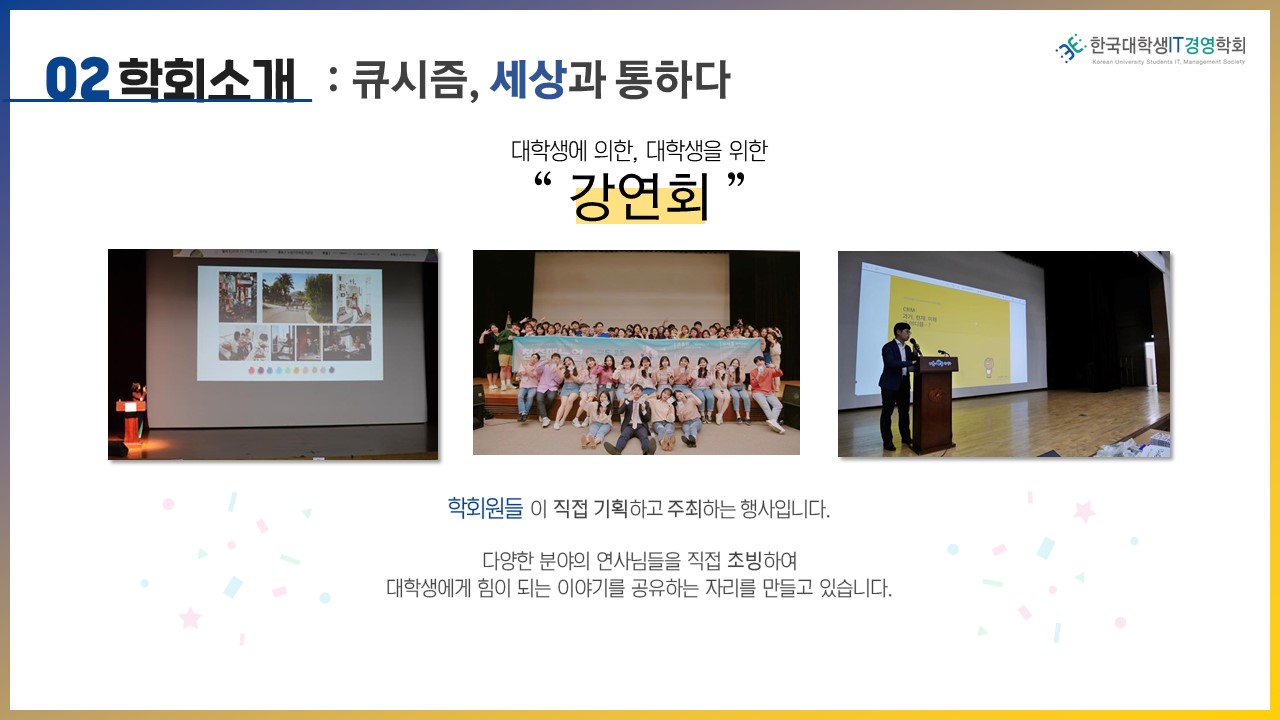 한국대학생IT경영학회
Korean University Students IT, Management Society
02 학회소개 : 큐시즘, 세상과 통하다
대학생에 의한, 대학생을 위한
“ 강연회 ”
CRM
학회원들 이 직접 기획하고 주최하는 행사입니다.
다양한 분야의 연사님들을 직접 초빙하여
대학생에게 힘이 되는 이야기를 공유하는 자리를 만들고 있습니다.